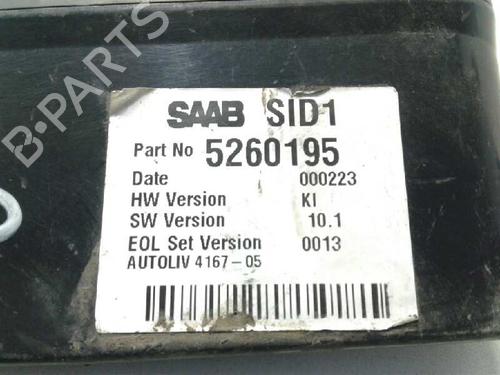 B-PARTS
SAAB SID1
Part No 5260195
Date 000223
HW Version KI
SW Version 10.1
EOL Set Version 0013
AUTOLIV 4167-05